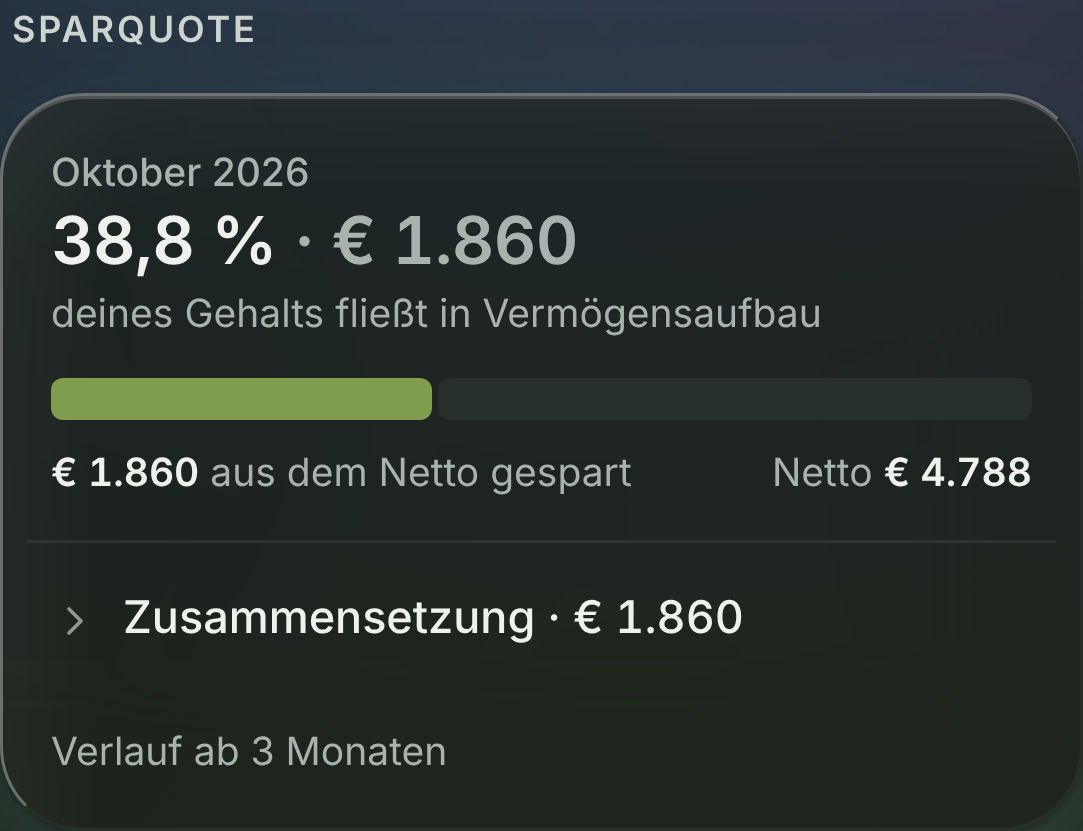 SPARQUOTE
Oktober 2026
38,8 % · € 1.860
deines Gehalts fließt in Vermögensaufbau
€ 1.860 aus dem Netto gespart Netto € 4.788
Zusammensetzung · € 1.860
Verlauf ab 3 Monaten